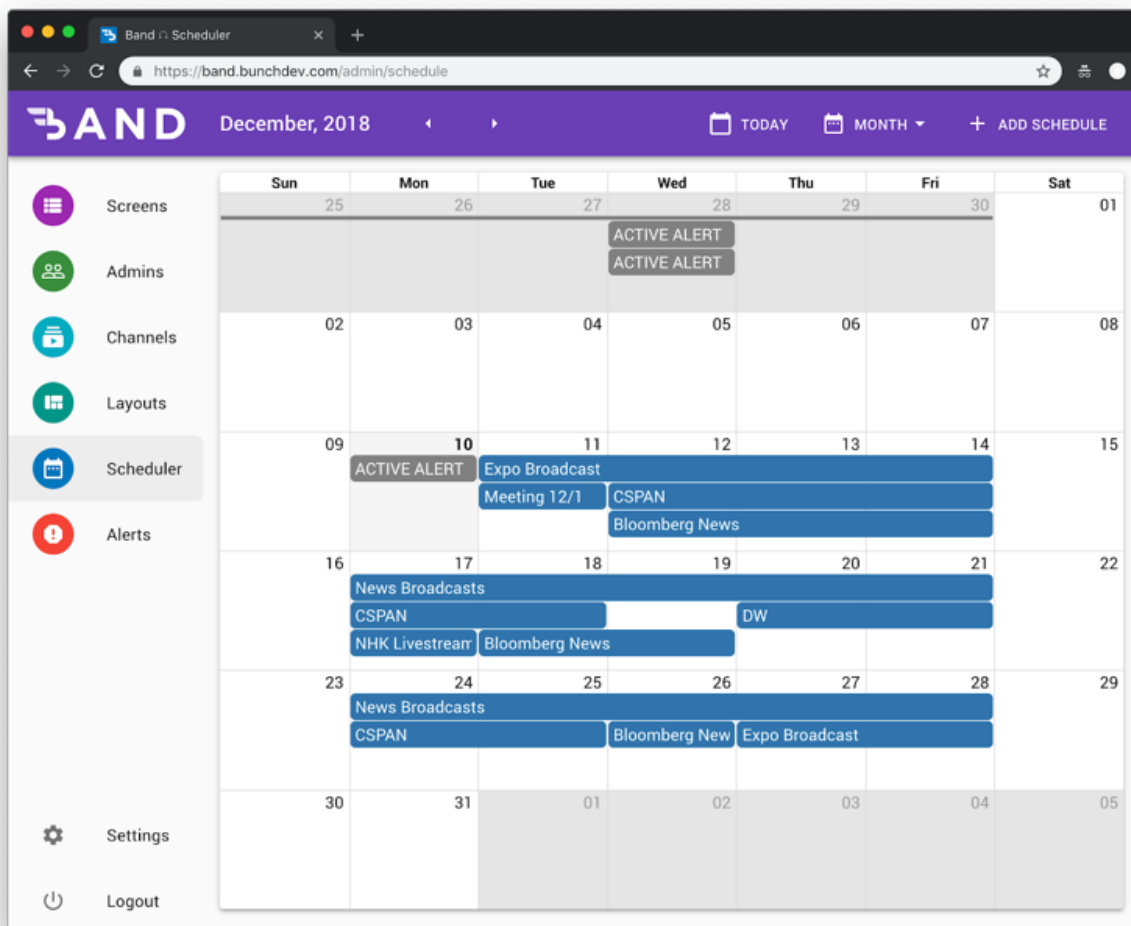 Band ∩ Scheduler
https://band.bunchdev.com/admin/schedule
BAND December, 2018 TODAY MONTH + ADD SCHEDULE
Screens
Admins
Channels
Layouts
Scheduler
Alerts
Settings
Logout
Sun Mon Tue Wed Thu Fri Sat
25 26 27 28 29 30 01
ACTIVE ALERT
ACTIVE ALERT
02 03 04 05 06 07 08
09 10 11 12 13 14 15
ACTIVE ALERT Expo Broadcast
Meeting 12/1 CSPAN
Bloomberg News
16 17 18 19 20 21 22
News Broadcasts
CSPAN DW
NHK Livestream Bloomberg News
23 24 25 26 27 28 29
News Broadcasts
CSPAN Bloomberg New Expo Broadcast
30 31 01 02 03 04 05